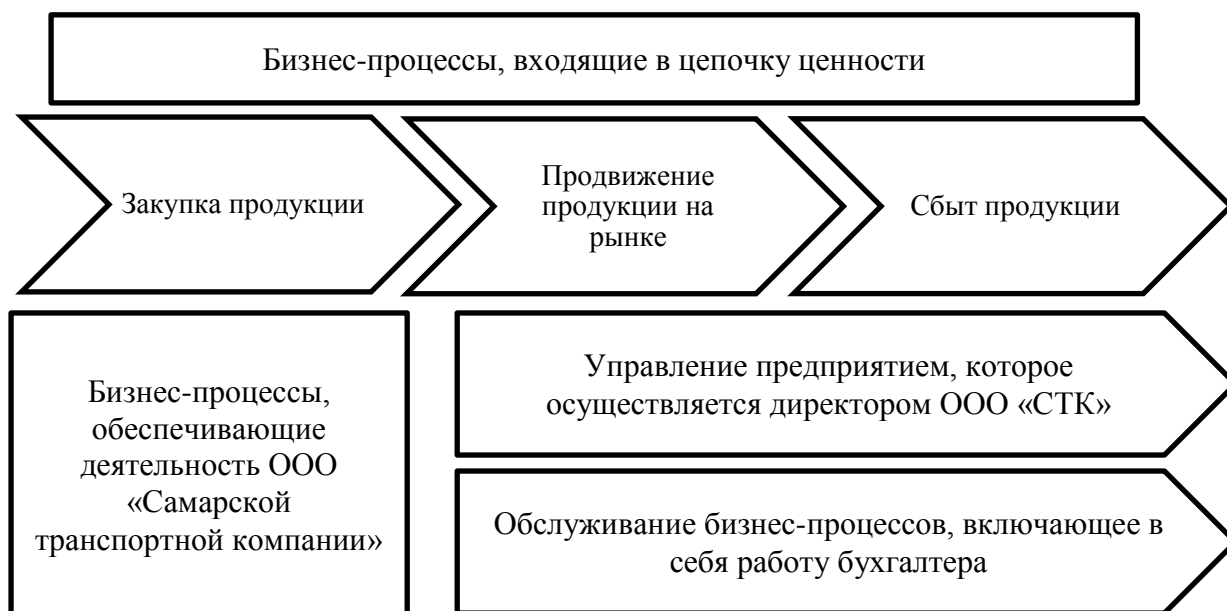 Бизнес-процессы, входящие в цепочку ценности
Закупка продукции
Продвижение
продукции на
рынке
Сбыт продукции
Бизнес-процессы,
обеспечивающие
деятельность ООО
«Самарской
транспортной компании»
Управление предприятием, которое
осуществляется директором ООО «СТК»
Обслуживание бизнес-процессов, включающее в
себя работу бухгалтера